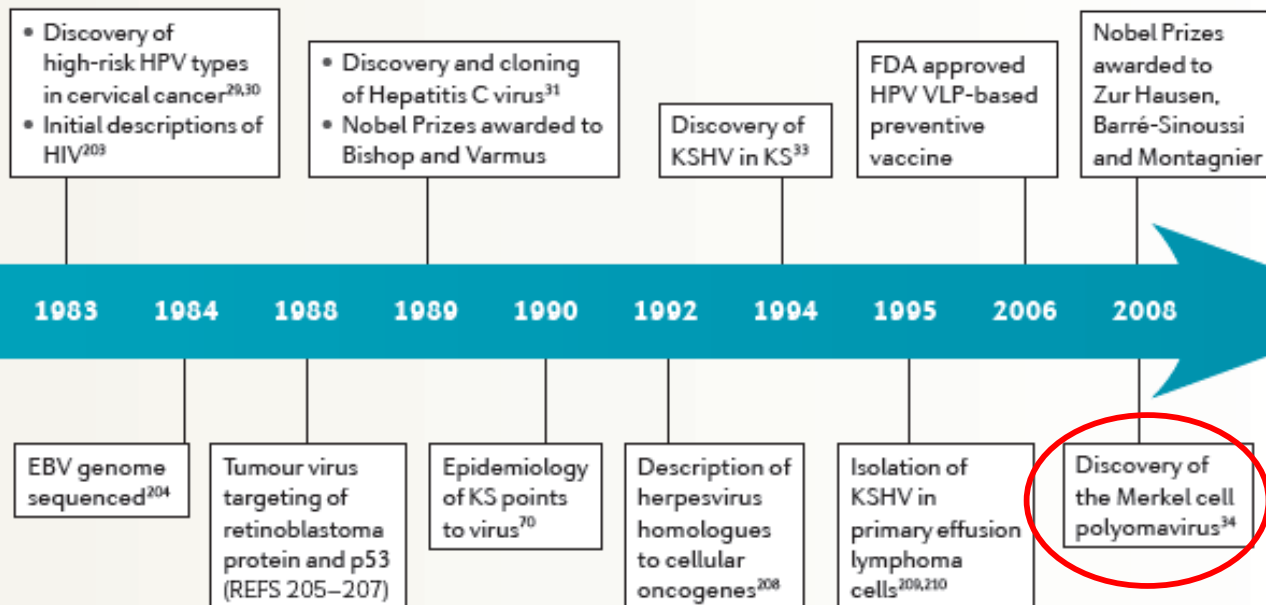 • Discovery of
high-risk HPV types
in cervical cancer29,30
• Initial descriptions of
HIV203
• Discovery and cloning
of Hepatitis C virus31
• Nobel Prizes awarded to
Bishop and Varmus
Discovery of
KSHV in KS33
FDA approved
HPV VLP-based
preventive
vaccine
Nobel Prizes
awarded to
Zur Hausen,
Barré-Sinoussi
and Montagnier
1983 1984 1988 1989 1990 1992 1994 1995 2006 2008
EBV genome
sequenced204
Tumour virus
targeting of
retinoblastoma
protein and p53
(REFS 205–207)
Epidemiology
of KS points
to virus70
Description of
herpesvirus
homologues
to cellular
oncogenes208
Isolation of
KSHV in
primary effusion
lymphoma
cells209,210
Discovery of
the Merkel cell
polyomavirus34